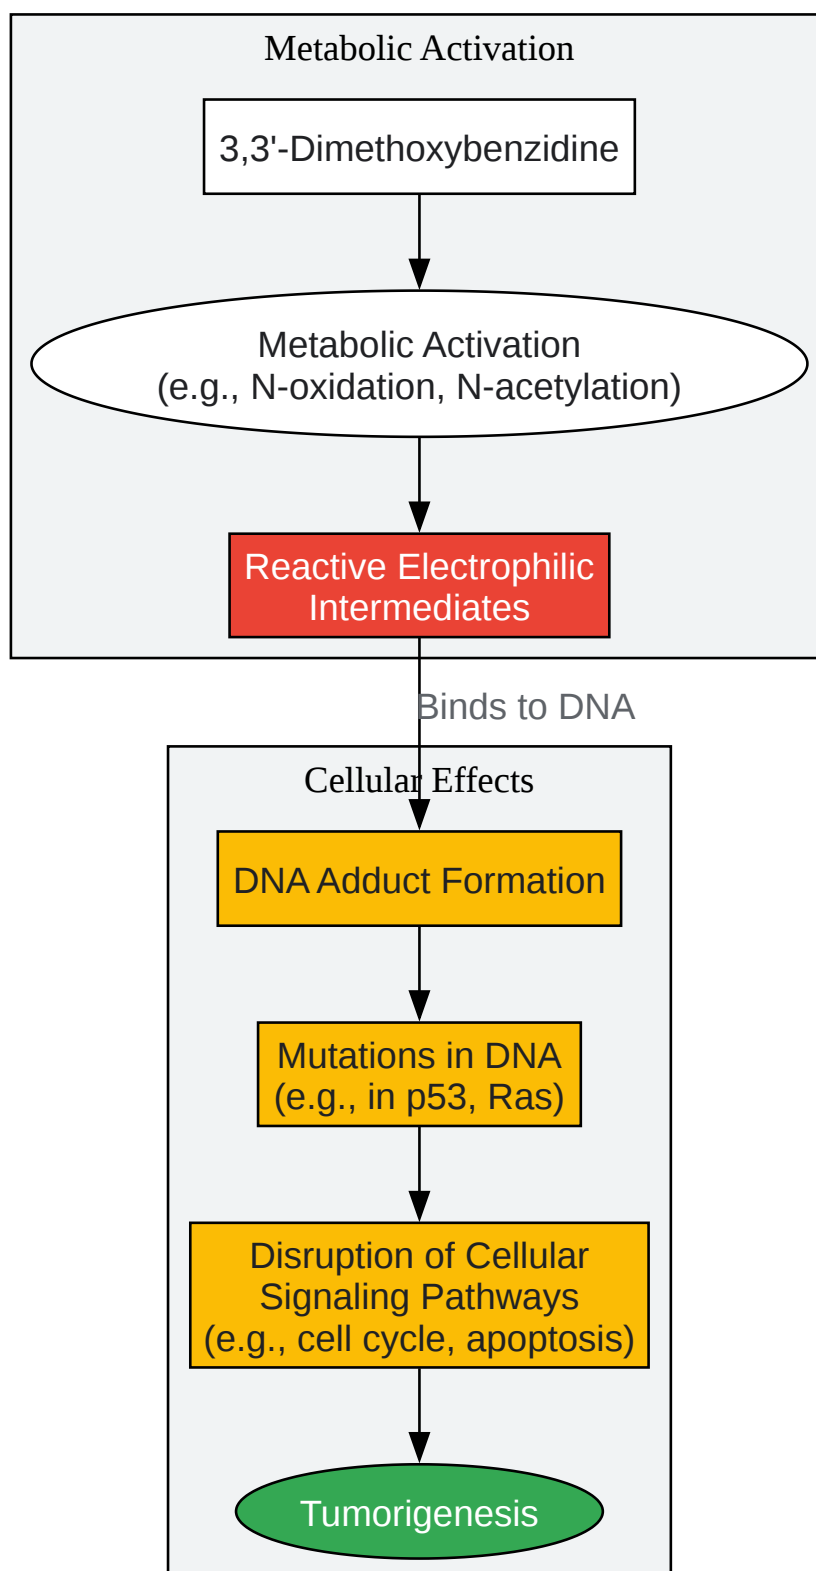 Metabolic Activation
3,3'-Dimethoxybenzidine
Metabolic Activation
(e.g., N-oxidation, N-acetylation)
Reactive Electrophilic
Intermediates
Binds to DNA
Cellular Effects
DNA Adduct Formation
Mutations in DNA
(e.g., in p53, Ras)
Disruption of Cellular
Signaling Pathways
(e.g., cell cycle, apoptosis)
Tumorigenesis